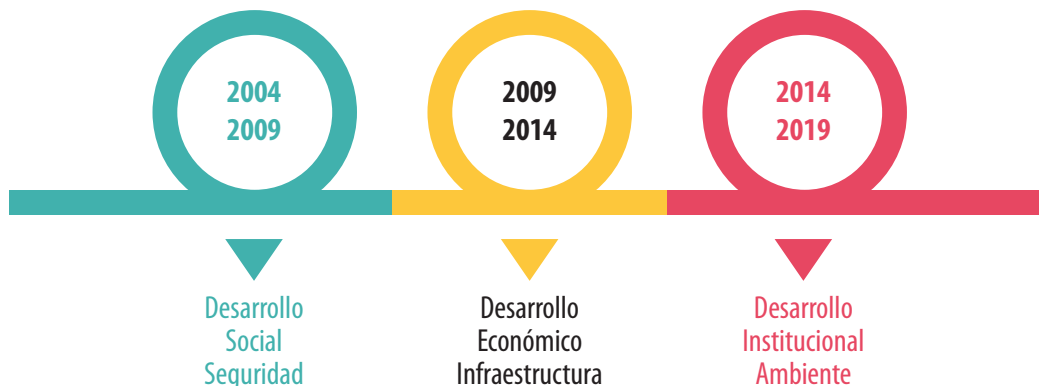 2004
2009
2009
2014
2014
2019
Desarrollo
Social
Seguridad
Desarrollo
Económico
Infraestructura
Desarrollo
Institucional
Ambiente